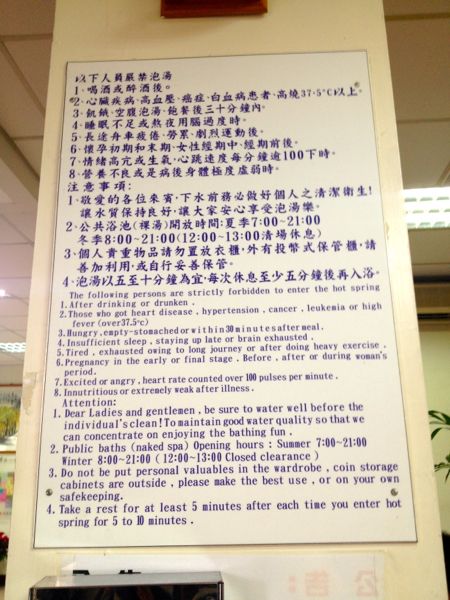 以下人員嚴禁泡湯
1、喝酒或醉酒後。
2、心臟疾病、高血壓、癌症、白血病患者、高燒37.5°C以上。
3、飢餓、空腹泡湯、飽餐後三十分鐘內。
4、睡眠不足或熬夜用腦過度時。
5、長途舟車疲倦、勞累、劇烈運動後。
6、懷孕初期和末期、女性經期中、經期前後。
7、情緒高亢或生氣、心跳速度每分鐘逾100下時。
8、營養不良或是病後身體極度虛弱時。
注意事項：
1、敬愛的各位來賓，下水前務必做好個人之清潔衛生！
讓水質保持良好，讓大家安心享受泡湯樂。
2、公共浴池(裸湯)開放時間：夏季7:00~21:00
冬季8:00~21:00(12:00~13:00清場休息)
3、個人貴重物品請勿置放衣櫃，外有投幣式保管櫃，請
善加利用，或自行妥善保管。
4、泡湯以五至十分鐘為宜，每次休息至少五分鐘後再入浴。
The following persons are strictly forbidden to enter the hot spring
1. After drinking or drunken .
2. Those who got heart disease , hypertension , cancer , leukemia or high
fever (over37.5°c)
3. Hungry , empty-stomached or within 30 minutes after meal .
4. Insufficient sleep , staying up late or brain exhausted .
5. Tired , exhausted owing to long journey or after doing heavy exercise .
6. Pregnancy in the early or final stage . Before , after or during woman's
period.
7. Excited or angry , heart rate counted over 100 pulses per minute .
8. Innutritious or extremely weak after illness .
Attention:
1. Dear Ladies and gentlemen , be sure to water well before the
individual's clean! To maintain good water quality so that we
can concentrate on enjoying the bathing fun .
2. Public baths (naked spa) Opening hours : Summer 7:00~21:00
Winter 8:00~21:00 ( 12:00~13:00 Closed clearance )
3. Do not be put personal valuables in the wardrobe , coin storage
cabinets are outside , please make the best use , or on your own
safekeeping.
4. Take a rest for at least 5 minutes after each time you enter hot
spring for 5 to 10 minutes .
公告：